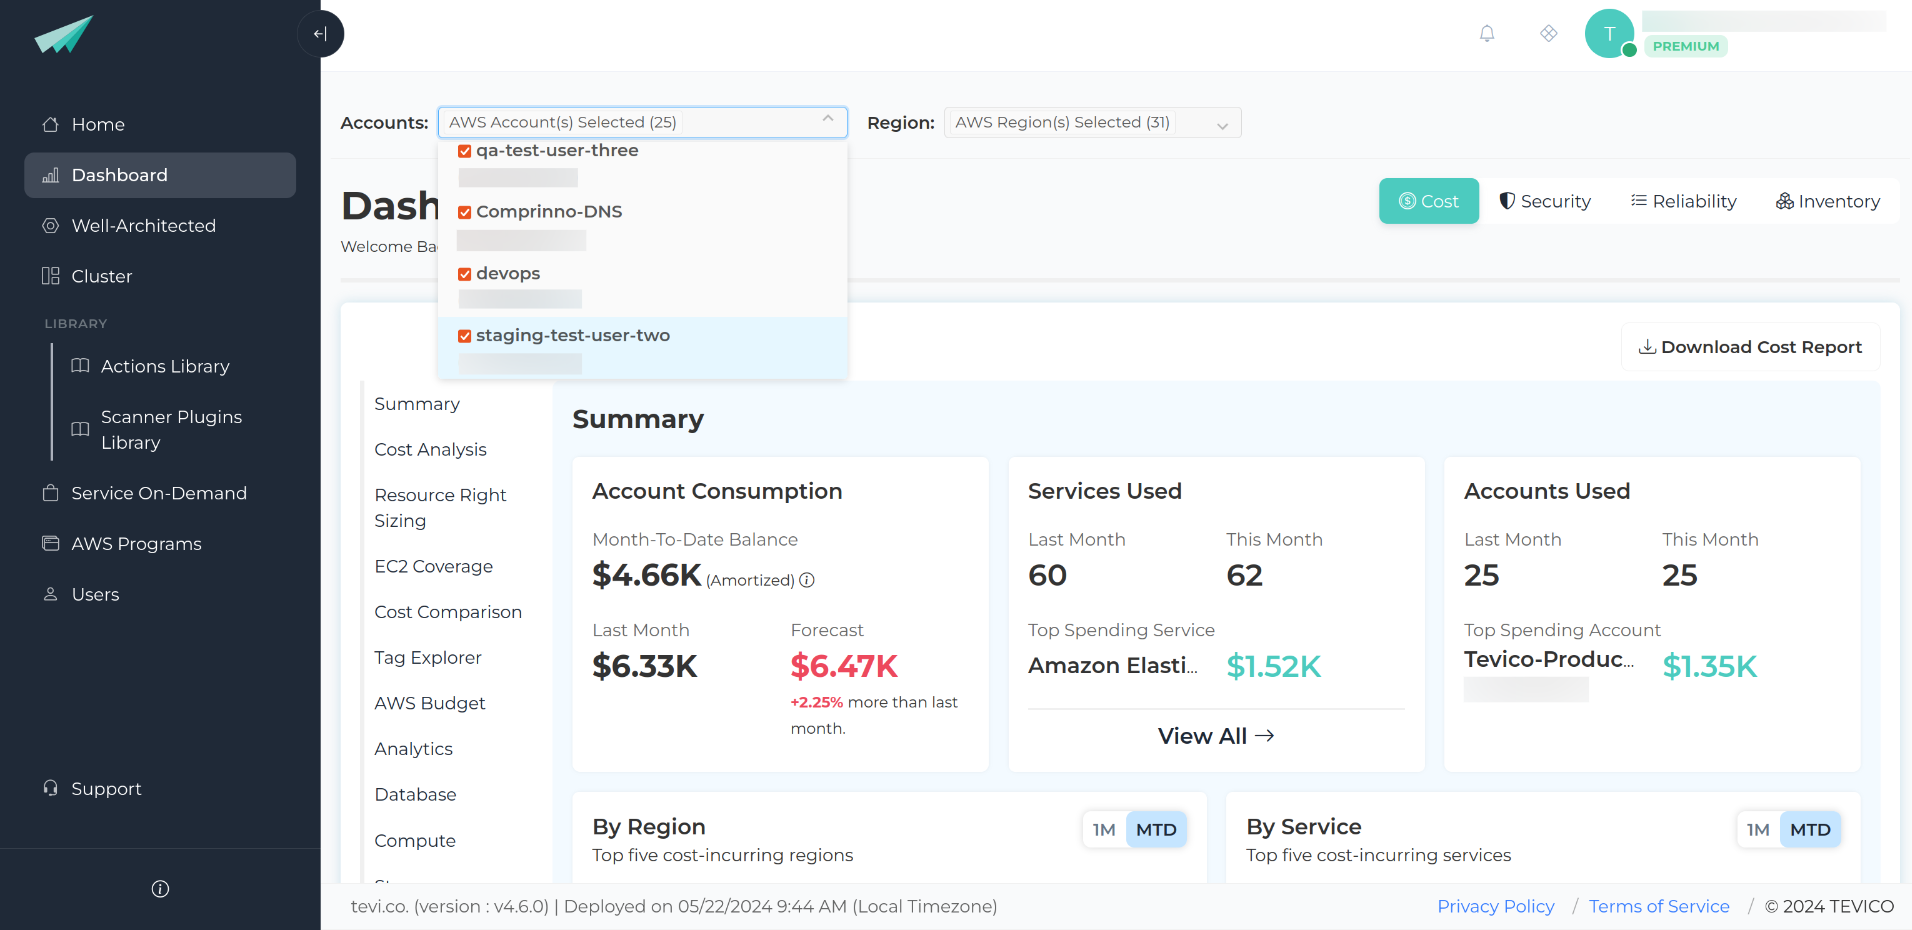 T
PREMIUM
Home
Dashboard
Well-Architected
Cluster
LIBRARY
Actions Library
Scanner Plugins
Library
Service On-Demand
AWS Programs
Users
Support
Accounts:
AWS Account(s) Selected (25)
Region:
AWS Region(s) Selected (31)
qa-test-user-three
Comprinno-DNS
devops
staging-test-user-two
Dash
Welcome Ba
Cost
Security
Reliability
Inventory
Download Cost Report
Summary
Cost Analysis
Resource Right
Sizing
EC2 Coverage
Cost Comparison
Tag Explorer
AWS Budget
Analytics
Database
Compute
Summary
Account Consumption
Month-To-Date Balance
$4.66K (Amortized)
Last Month
$6.33K
Forecast
$6.47K
+2.25% more than last
month.
Services Used
Last Month
60
This Month
62
Top Spending Service
Amazon Elasti...
$1.52K
View All
Accounts Used
Last Month
25
This Month
25
Top Spending Account
Tevico-Produc...
$1.35K
By Region
Top five cost-incurring regions
1M
MTD
By Service
Top five cost-incurring services
1M
MTD
tevi.co. (version : v4.6.0) | Deployed on 05/22/2024 9:44 AM (Local Timezone)
Privacy Policy / Terms of Service / © 2024 TEVICO